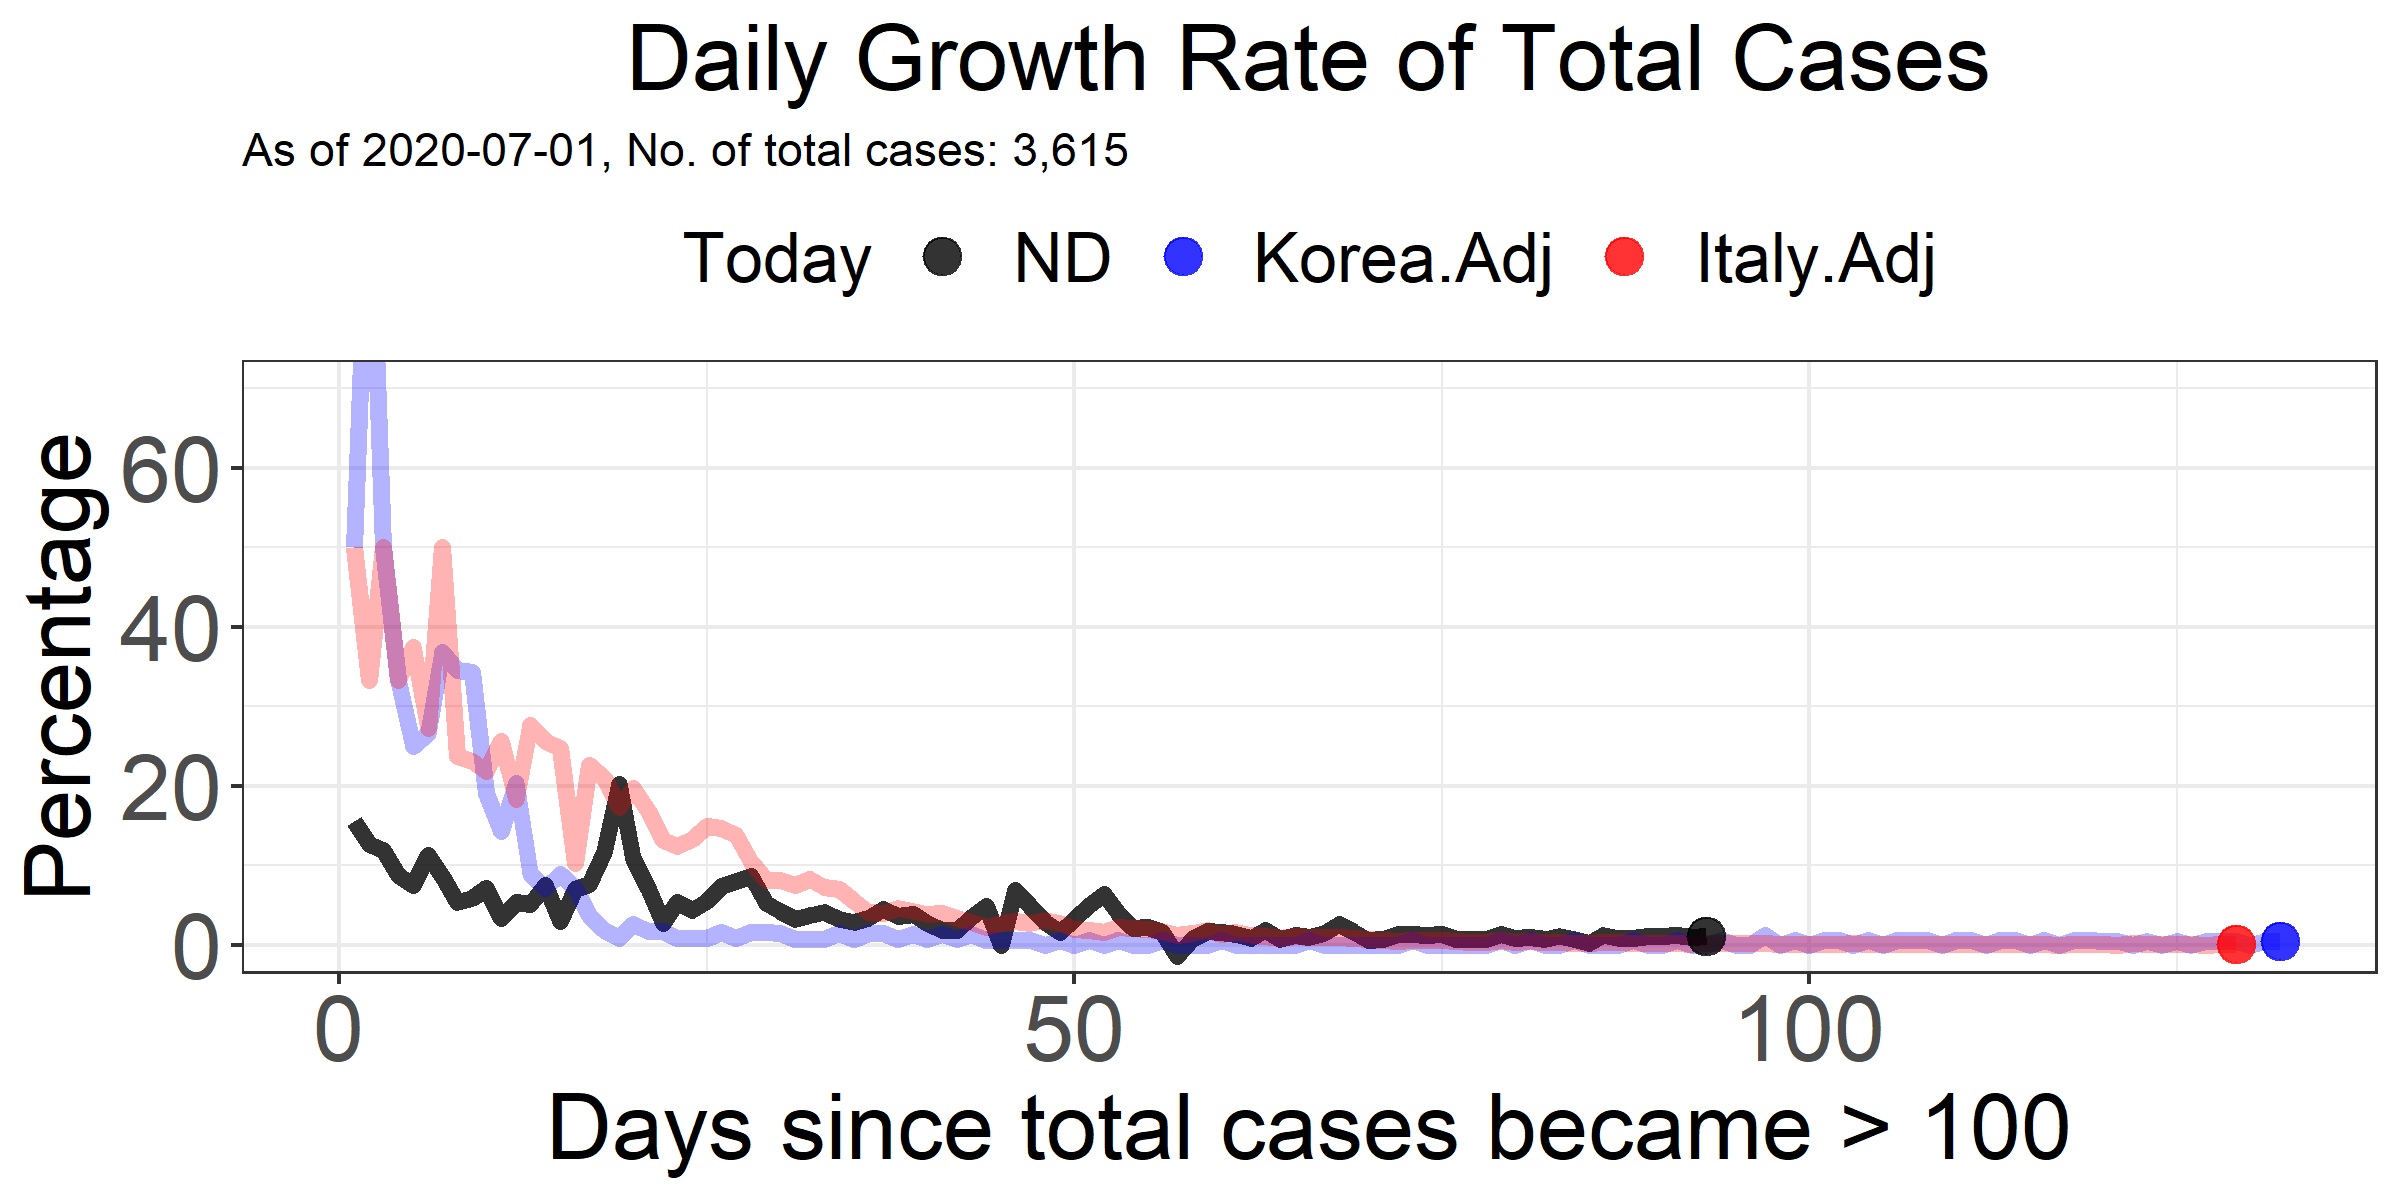 Daily Growth Rate of Total Cases
As of 2020-07-01, No. of total cases: 3,615
Today ND Korea.Adj Italy.Adj
Percentage
60
40
20
0
0 50 100
Days since total cases became > 100